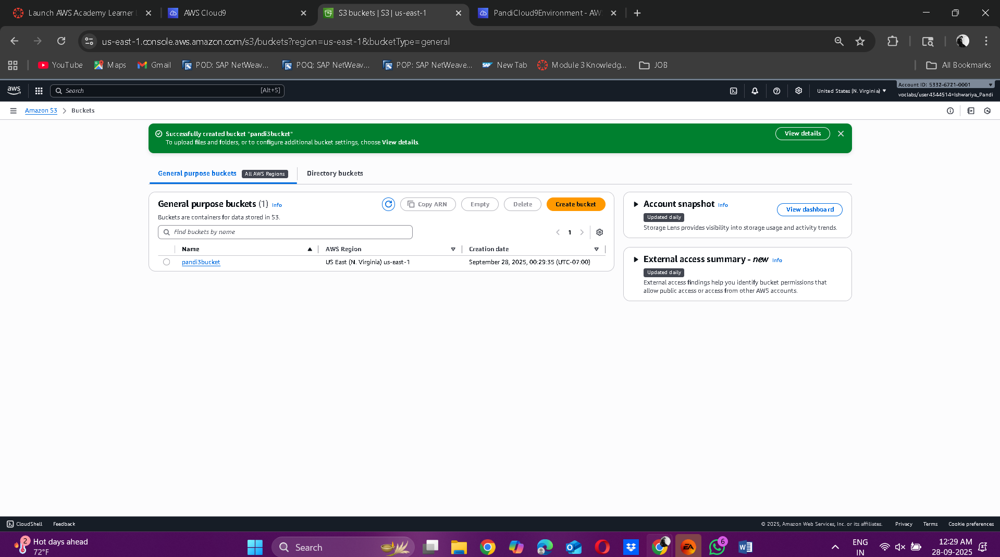 Launch AWS Academy Learner
AWS Cloud9
S3 buckets | S3 | us-east-1
PandiCloud9Environment - AW
us-east-1.console.aws.amazon.com/s3/buckets?region=us-east-1&bucketType=general
YouTube
Maps
Gmail
POD: SAP NetWeav...
POQ: SAP NetWeav...
POP: SAP NetWeave...
SAP
New Tab
Module 3 Knowledg...
JOB
All Bookmarks
aws
Search
[Alt+S]
United States (N. Virginia)
Account ID: 5332-6721-0001
voclabs/user4344514=Ishwariya_Pandi
Amazon S3
Buckets
Successfully created bucket "pandi3bucket"
To upload files and folders, or to configure additional bucket settings, choose View details.
View details
General purpose buckets
All AWS Regions
Directory buckets
General purpose buckets (1) Info
Copy ARN
Empty
Delete
Create bucket
Buckets are containers for data stored in S3.
Find buckets by name
1
Name
AWS Region
Creation date
pandi3bucket
US East (N. Virginia) us-east-1
September 28, 2025, 00:29:35 (UTC-07:00)
Account snapshot Info
Updated daily
View dashboard
Storage Lens provides visibility into storage usage and activity trends.
External access summary - new Info
Updated daily
External access findings help you identify bucket permissions that
allow public access or access from other AWS accounts.
CloudShell
Feedback
© 2025, Amazon Web Services, Inc. or its affiliates.
Privacy
Terms
Cookie preferences
2
Hot days ahead
72°F
Search
EA
6
ENG
IN
12:29 AM
28-09-2025